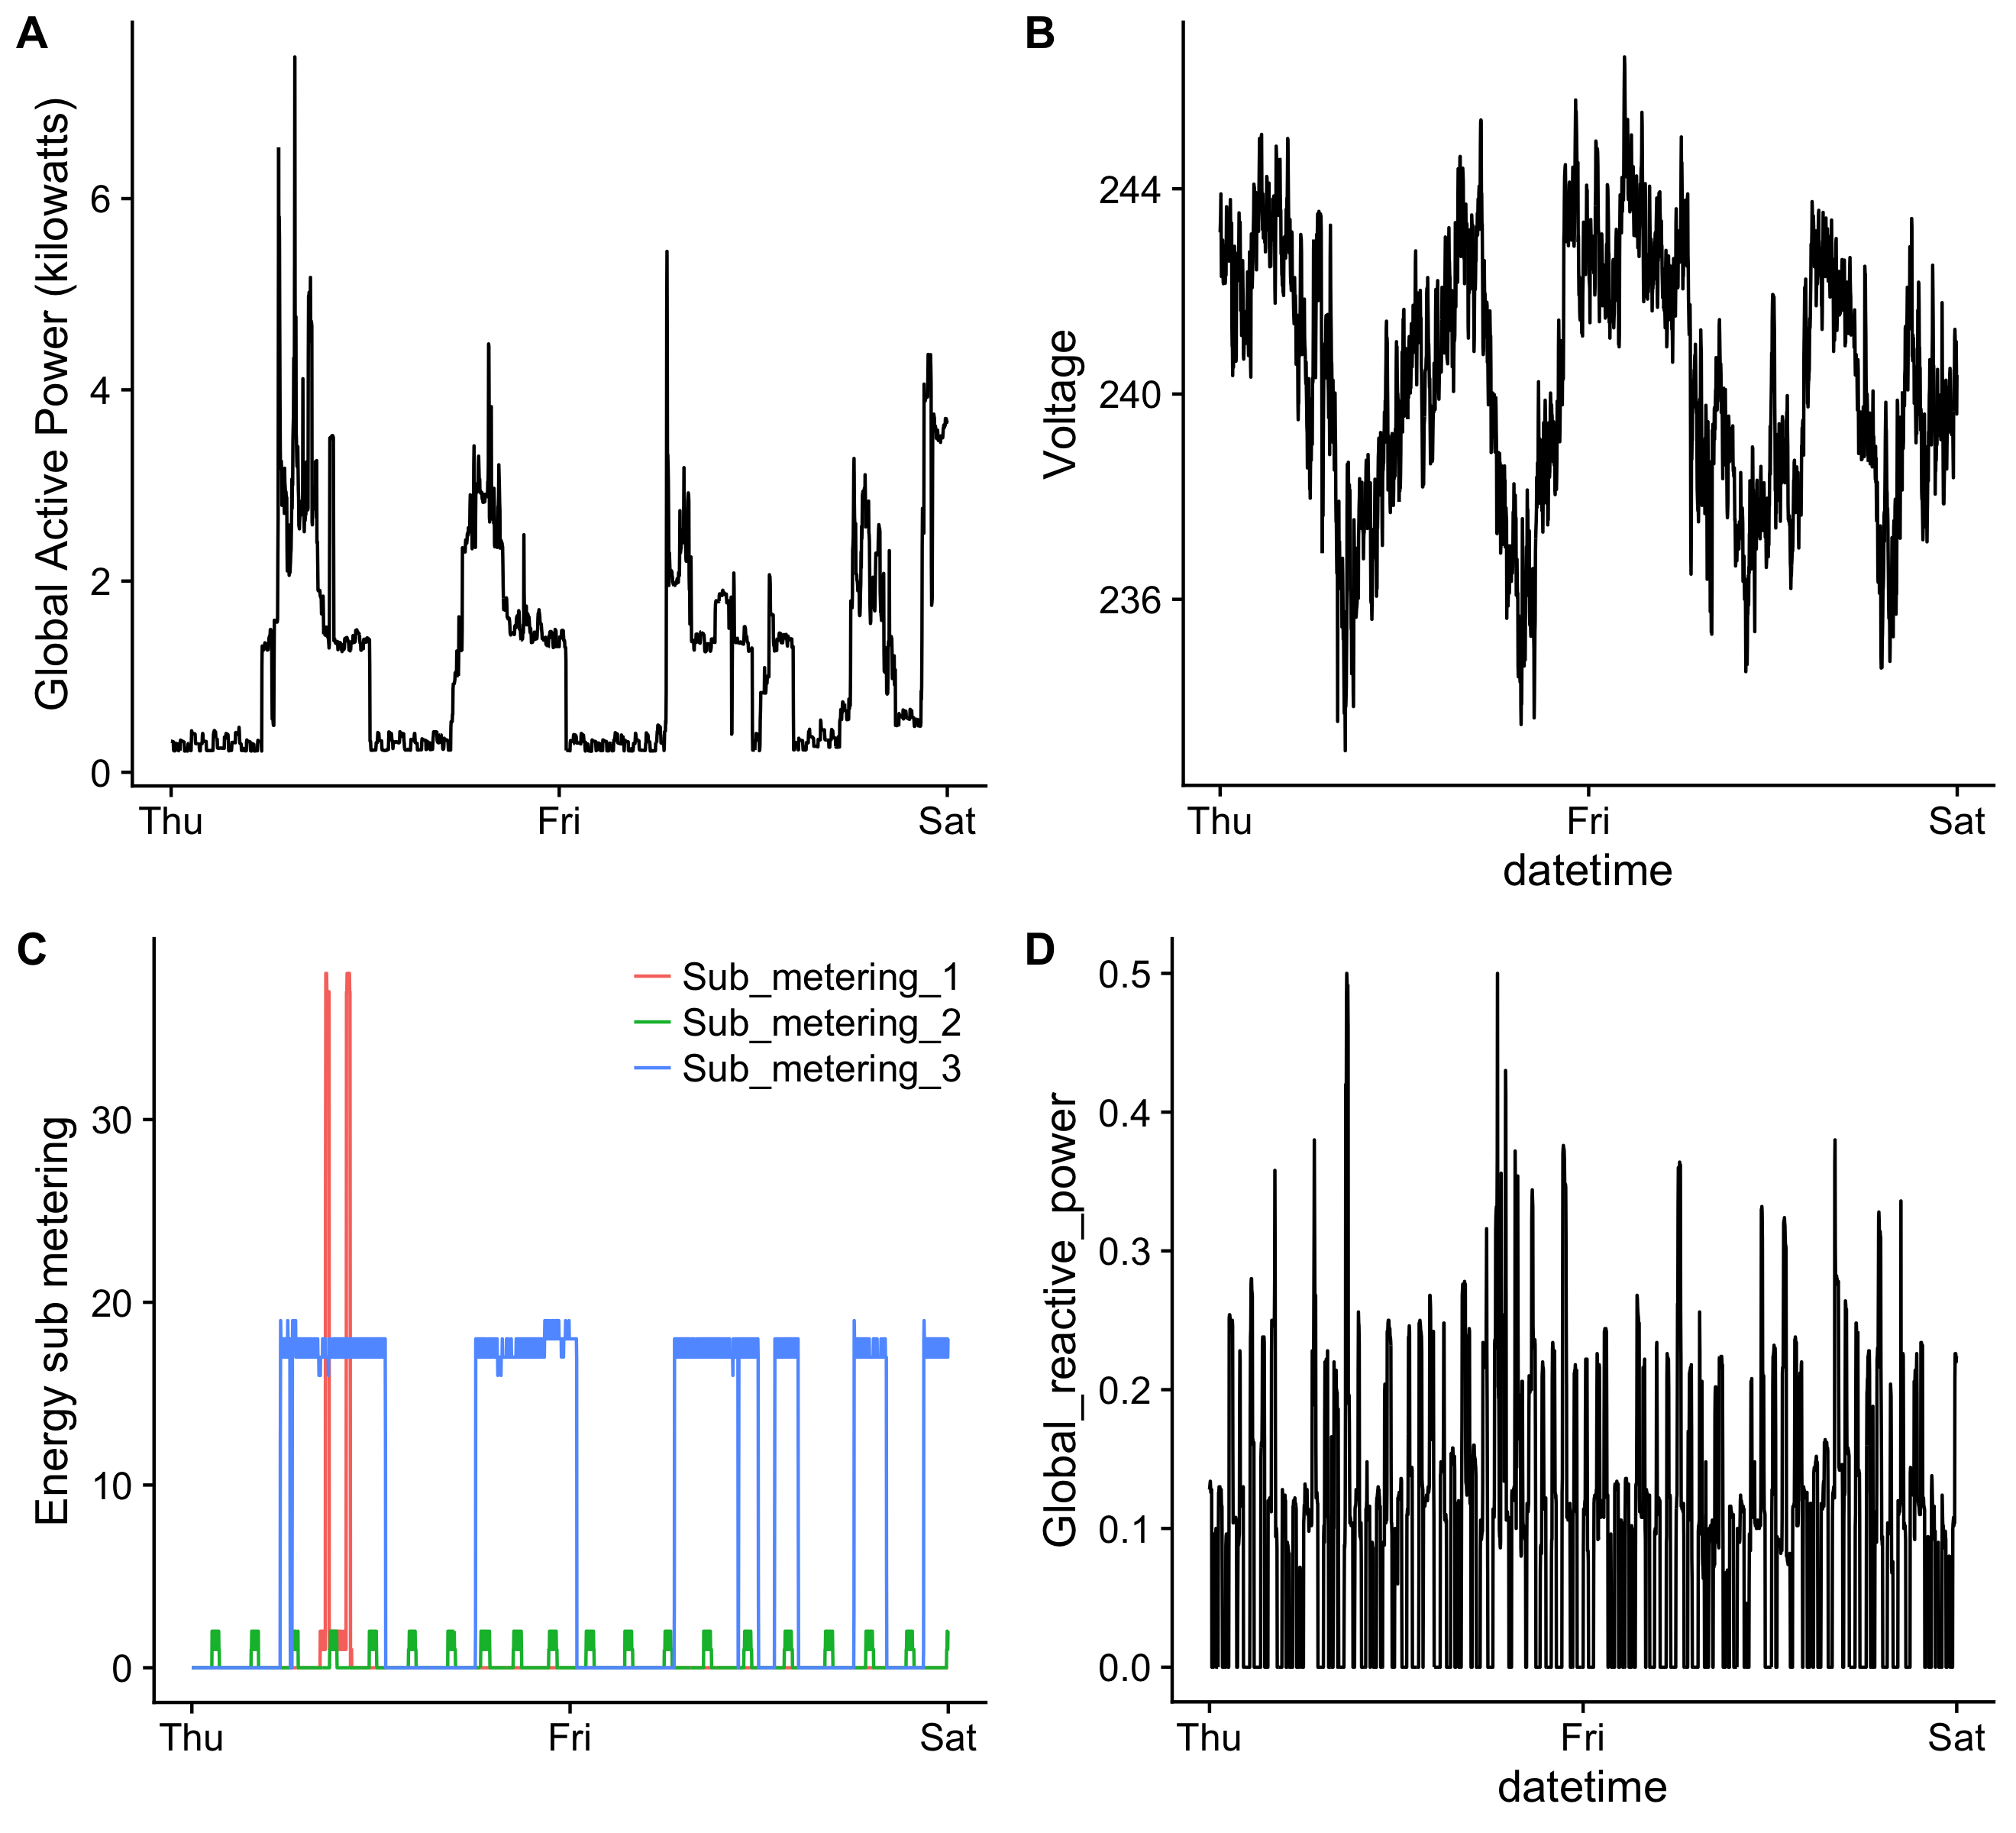 A
Global Active Power (kilowatts)
6
4
2
0
Thu Fri Sat
B
Voltage
244
240
236
Thu Fri Sat
datetime
C
Energy sub metering
Sub_metering_1
Sub_metering_2
Sub_metering_3
30
20
10
0
Thu Fri Sat
D
Global_reactive_power
0.5
0.4
0.3
0.2
0.1
0.0
Thu Fri Sat
datetime